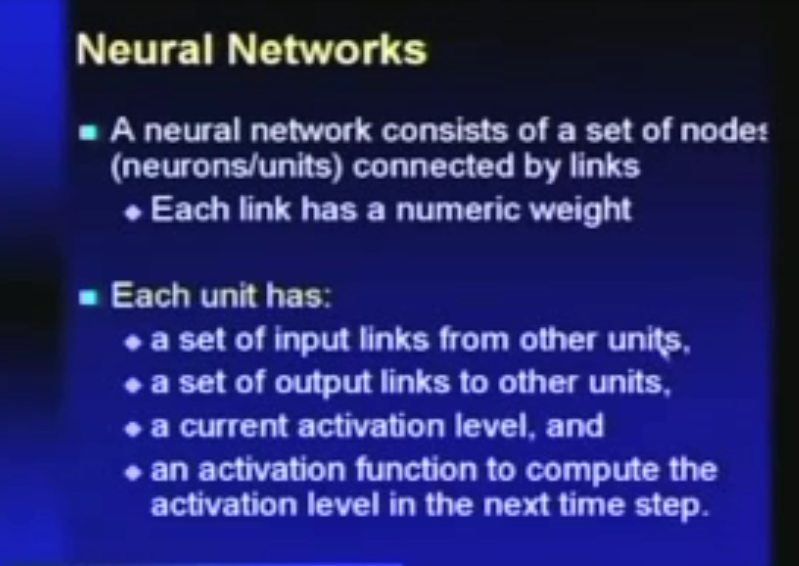 Neural Networks
A neural network consists of a set of nodes
(neurons/units) connected by links
Each link has a numeric weight
Each unit has:
a set of input links from other units,
a set of output links to other units,
a current activation level, and
an activation function to compute the
activation level in the next time step.